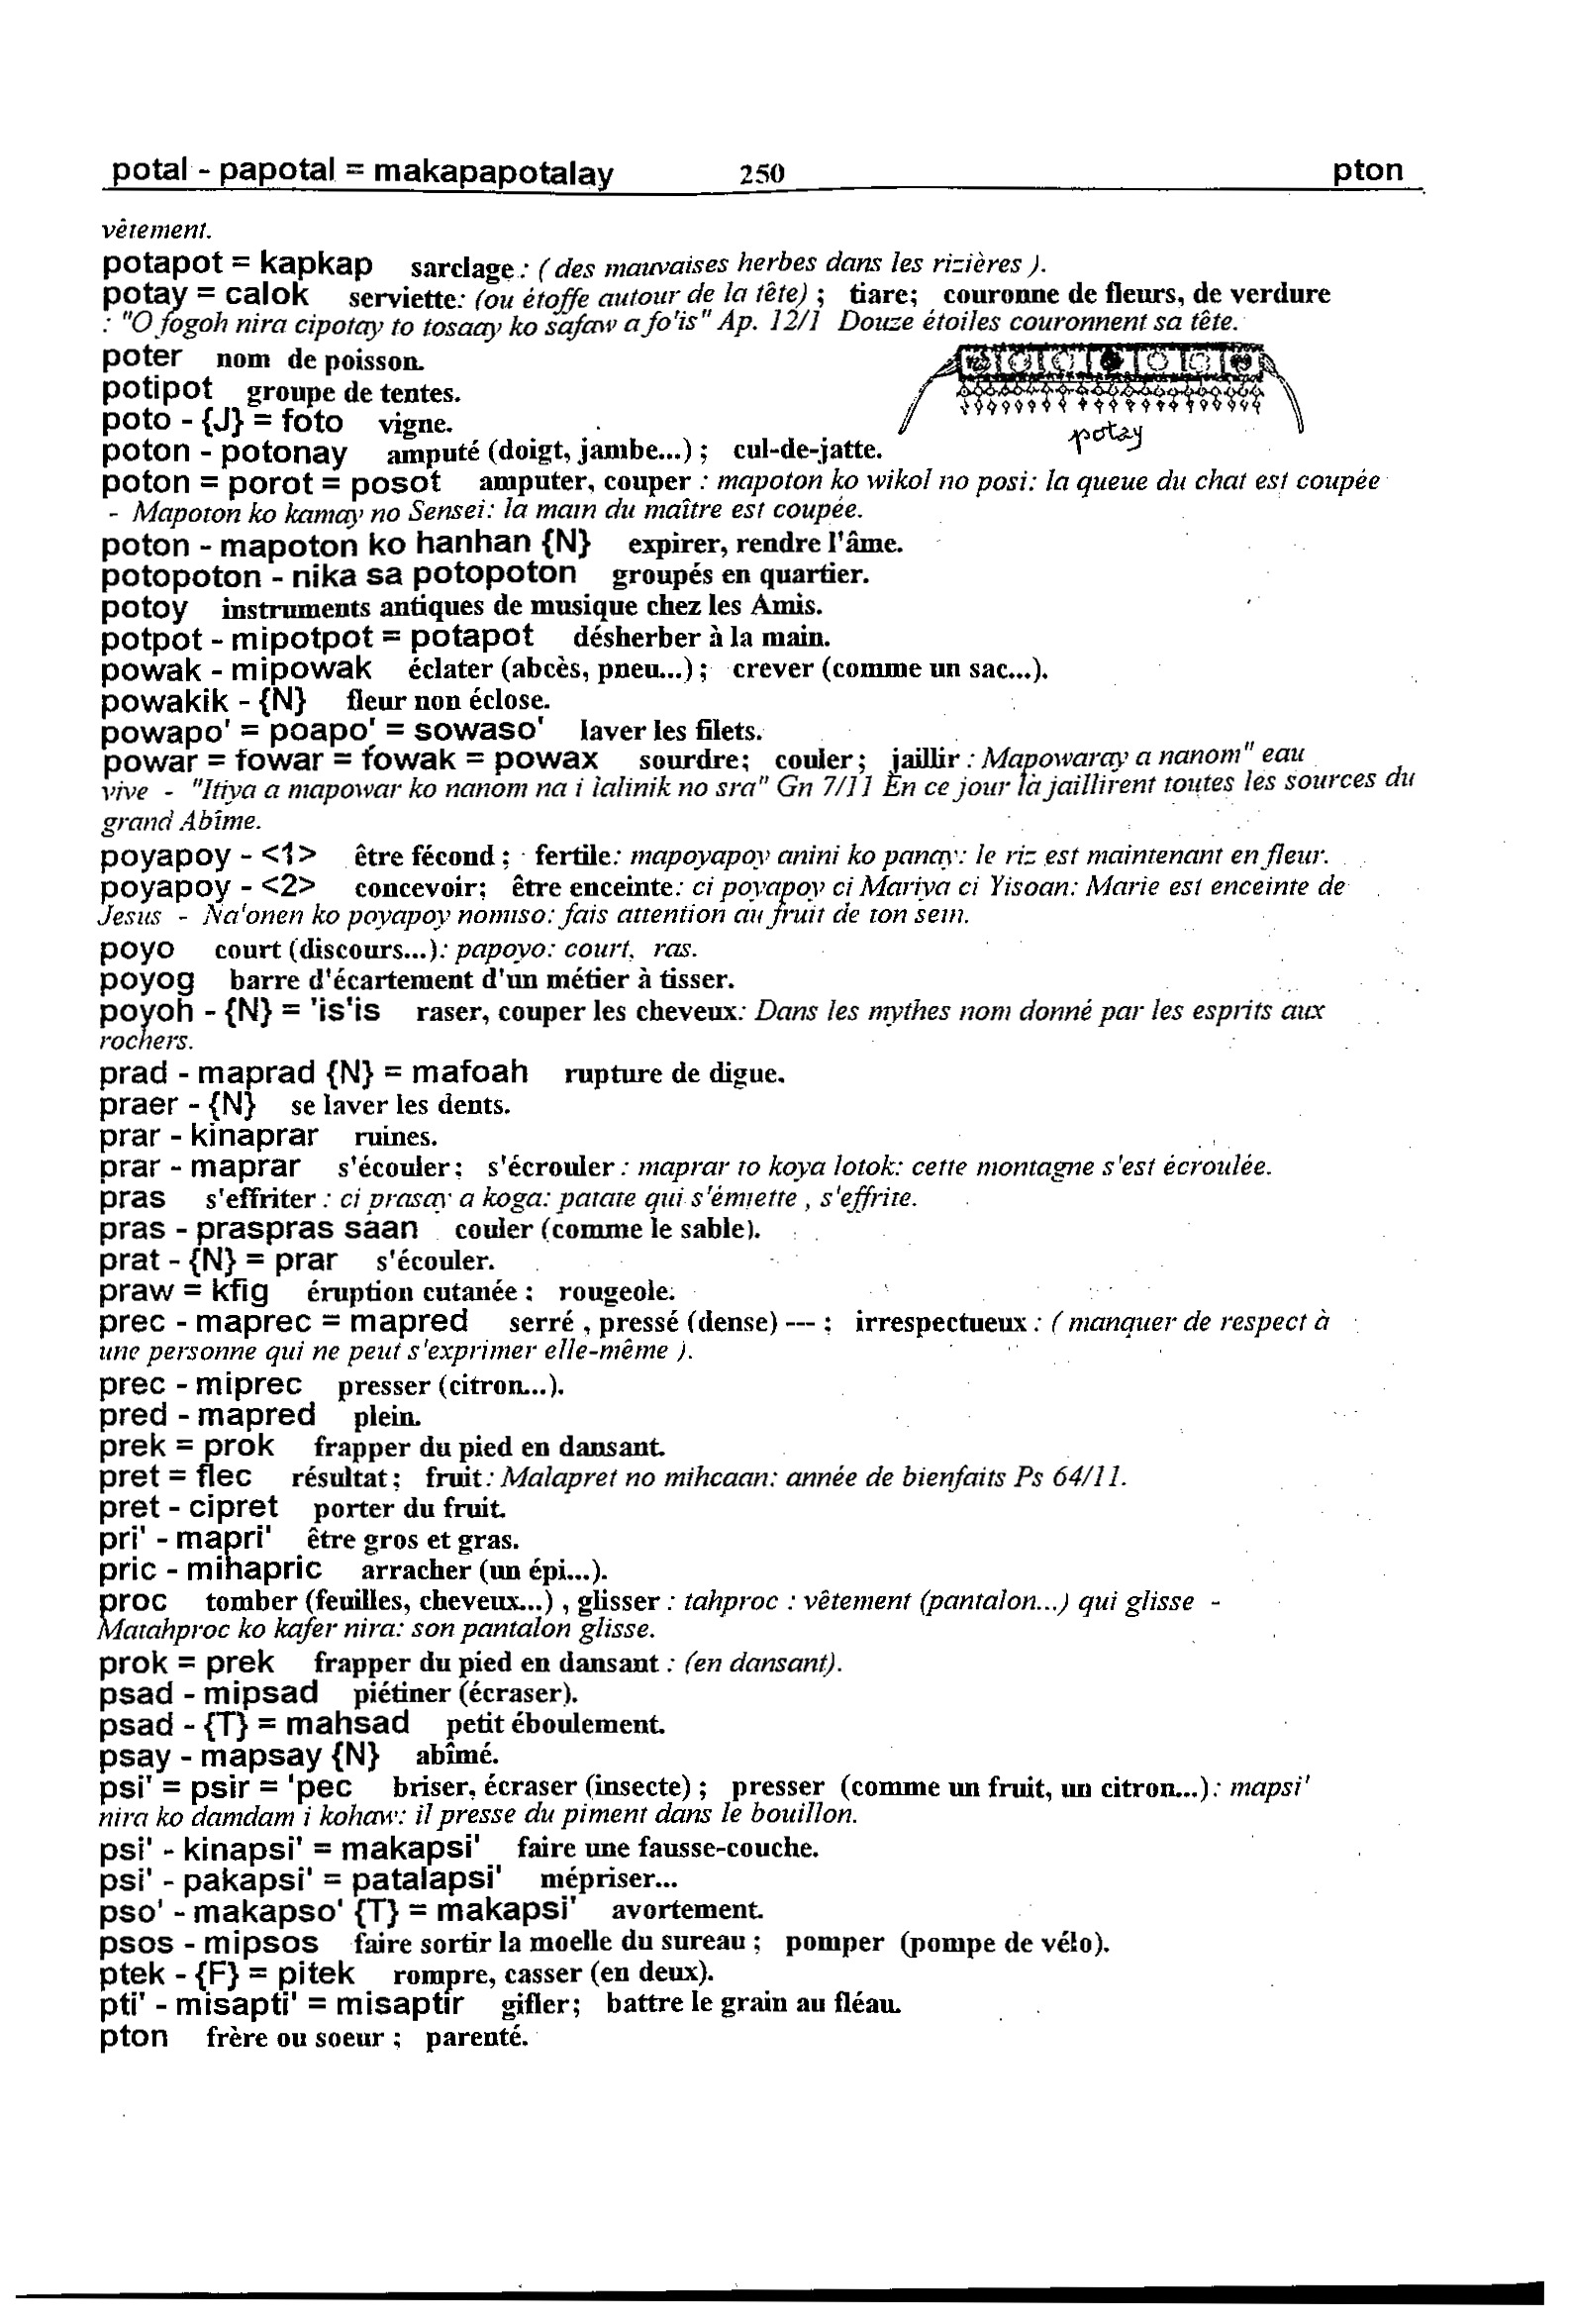 potal - papotal = makapapotalay 250 pton
vêtement.
potapot = kapkap sarclage : ( des mauvaises herbes dans les rizières ).
potay = calok serviette: (ou étoffe autour de la tête) ; tiare; couronne de fleurs, de verdure
: "O fogoh nira cipotay to tosaay ko safaw a fo'is" Ap. 12/1 Douze étoiles couronnent sa tête.
poter nom de poisson.
potipot groupe de tentes.
poto - {J} = foto vigne.
potay
poton - potonay amputé (doigt, jambe...) ; cul-de-jatte.
poton = porot = posot amputer, couper : mapoton ko wikol no posi: la queue du chat est coupée
- Mapoton ko kamay no Sensei: la main du maître est coupée.
poton - mapoton ko hanhan {N} expirer, rendre l'âme.
potopoton - nika sa potopoton groupés en quartier.
potoy instruments antiques de musique chez les Amis.
potpot - mipotpot = potapot désherber à la main.
powak - mipowak éclater (abcès, pneu...) ; crever (comme un sac...).
powakik - {N} fleur non éclose.
powapo' = poapo' = sowaso' laver les filets.
powar = fowar = fowak = powax sourdre; couler ; jaillir : Mapowaray a nanom" eau
vive - "Itiya a mapowar ko nanom na i lalinik no sra" Gn 7/11 En ce jour là jaillirent toutes les sources du
grand Abîme.
poyapoy - <1> être fécond ; fertile: mapoyapoy anini ko panay: le riz est maintenant en fleur.
poyapoy - <2> concevoir; être enceinte: ci poyapoy ci Mariya ci Yisoan: Marie est enceinte de
Jesus - Na'onen ko poyapoy nomiso: fais attention au fruit de ton sein.
poyo court (discours...): papoyo: court, ras.
poyog barre d'écartement d'un métier à tisser.
poyoh - {N} = 'is'is raser, couper les cheveux: Dans les mythes nom donné par les esprits aux
rochers.
prad - maprad {N} = mafoah rupture de digue.
praer - {N} se laver les dents.
prar - kinaprar ruines.
prar - maprar s'écouler; s'écrouler : maprar to koya lotok: cette montagne s'est écroulée.
pras s'effriter : ci prasay a koga: patate qui s'émiette , s'effrite.
pras - praspras saan couler (comme le sable).
prat - {N} = prar s'écouler.
praw = kfig éruption cutanée ; rougeole.
prec - maprec = mapred serré , pressé (dense) --- ; irrespectueux : ( manquer de respect à
une personne qui ne peut s'exprimer elle-même ).
prec - miprec presser (citron...).
pred - mapred plein.
prek = prok frapper du pied en dansant.
pret = flec résultat ; fruit : Malapret no mihcaan: année de bienfaits Ps 64/11.
pret - cipret porter du fruit.
pri' - mapri' être gros et gras.
pric - mihapric arracher (un épi...).
proc tomber (feuilles, cheveux...) , glisser : tahproc : vêtement (pantalon...) qui glisse -
Matahproc ko kafer nira: son pantalon glisse.
prok = prek frapper du pied en dansant : (en dansant).
psad - mipsad piétiner (écraser).
psad - {T} = mahsad petit éboulement.
psay - mapsay {N} abîmé.
psi' = psir = 'pec briser, écraser (insecte) ; presser (comme un fruit, un citron...): mapsi'
nira ko damdam i kohaw: il presse du piment dans le bouillon.
psi' - kinapsi' = makapsi' faire une fausse-couche.
psi' - pakapsi' = patalapsi' mépriser...
pso' - makapso' {T} = makapsi' avortement.
psos - mipsos faire sortir la moelle du sureau ; pomper (pompe de vélo).
ptek - {F} = pitek rompre, casser (en deux).
pti' - misapti' = misaptir gifler; battre le grain au fléau.
pton frère ou soeur ; parenté.